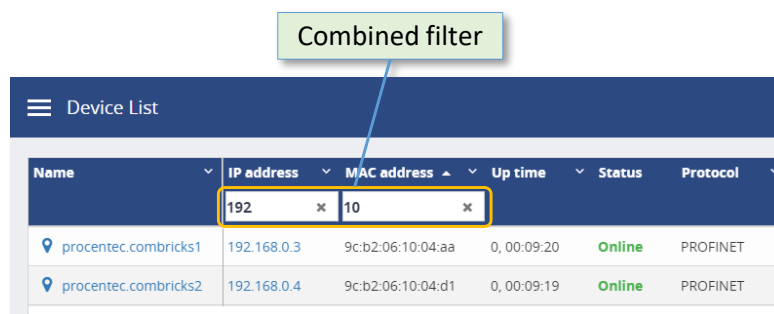 Combined filter
Device List
Name IP address MAC address Up time Status Protocol
192 10
procentec.combricks1 192.168.0.3 9c:b2:06:10:04:aa 0, 00:09:20 Online PROFINET
procentec.combricks2 192.168.0.4 9c:b2:06:10:04:d1 0, 00:09:19 Online PROFINET